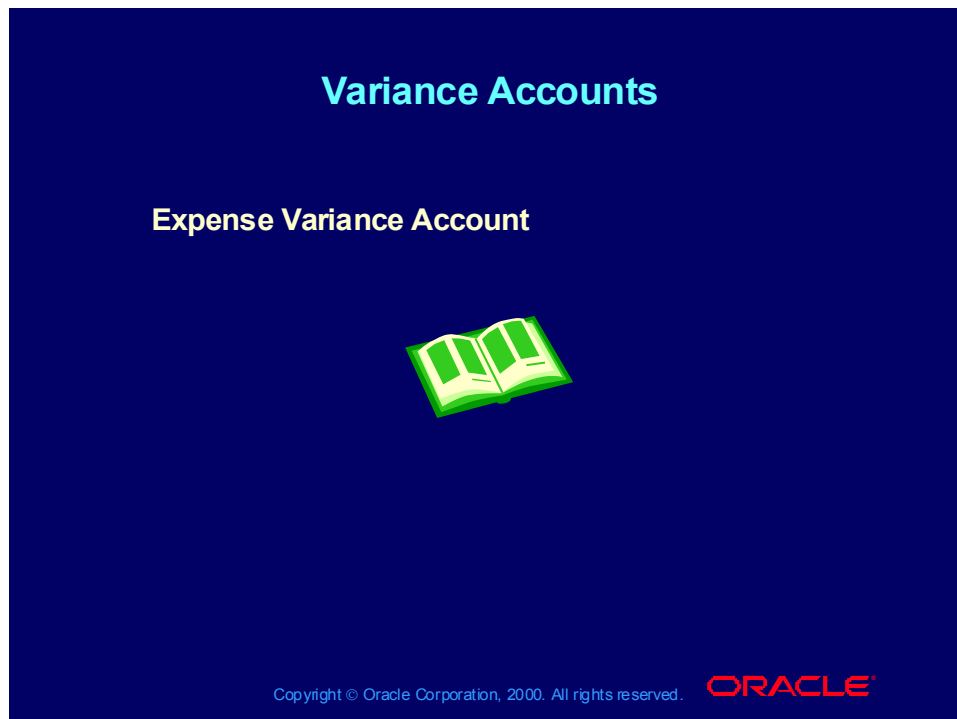 Variance Accounts
Expense Variance Account
Copyright © Oracle Corporation, 2000. All rights reserved.
ORACLE®